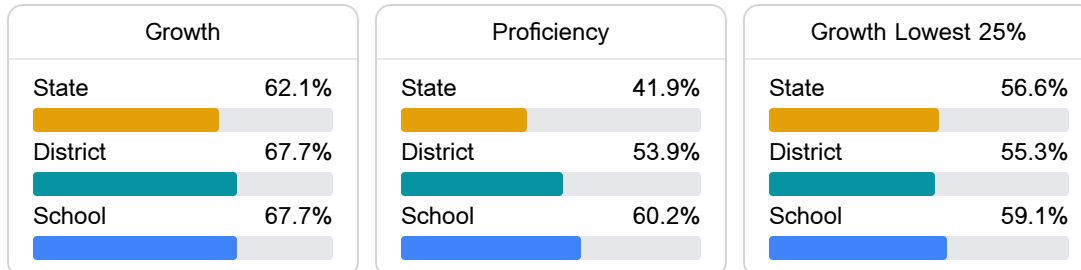 Growth
State 62.1%
District 67.7%
School 67.7%
Proficiency
State 41.9%
District 53.9%
School 60.2%
Growth Lowest 25%
State 56.6%
District 55.3%
School 59.1%